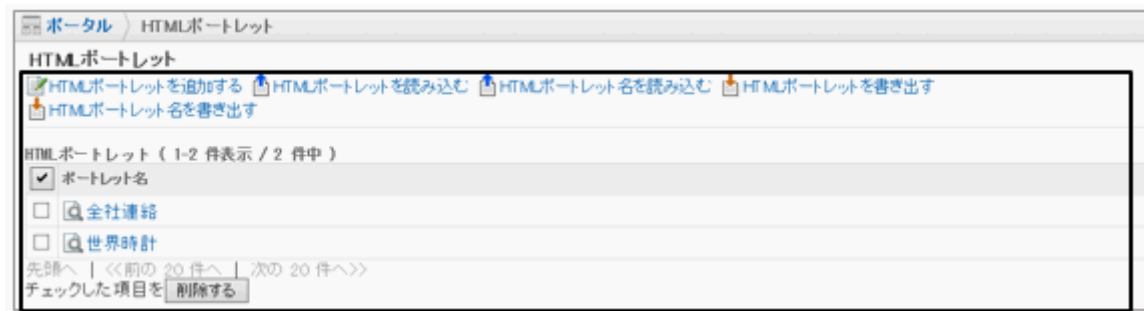 ポータル 〉 HTMLポートレット
HTMLポートレット
HTMLポートレットを追加する HTMLポートレットを読み込む HTMLポートレット名を読み込む HTMLポートレットを書き出す
HTMLポートレット名を書き出す
HTMLポートレット ( 1-2 件表示 / 2 件中 )
ポートレット名
全社連絡
世界時計
先頭へ | <<前の 20 件へ | 次の 20 件へ>>
チェックした項目を 削除する